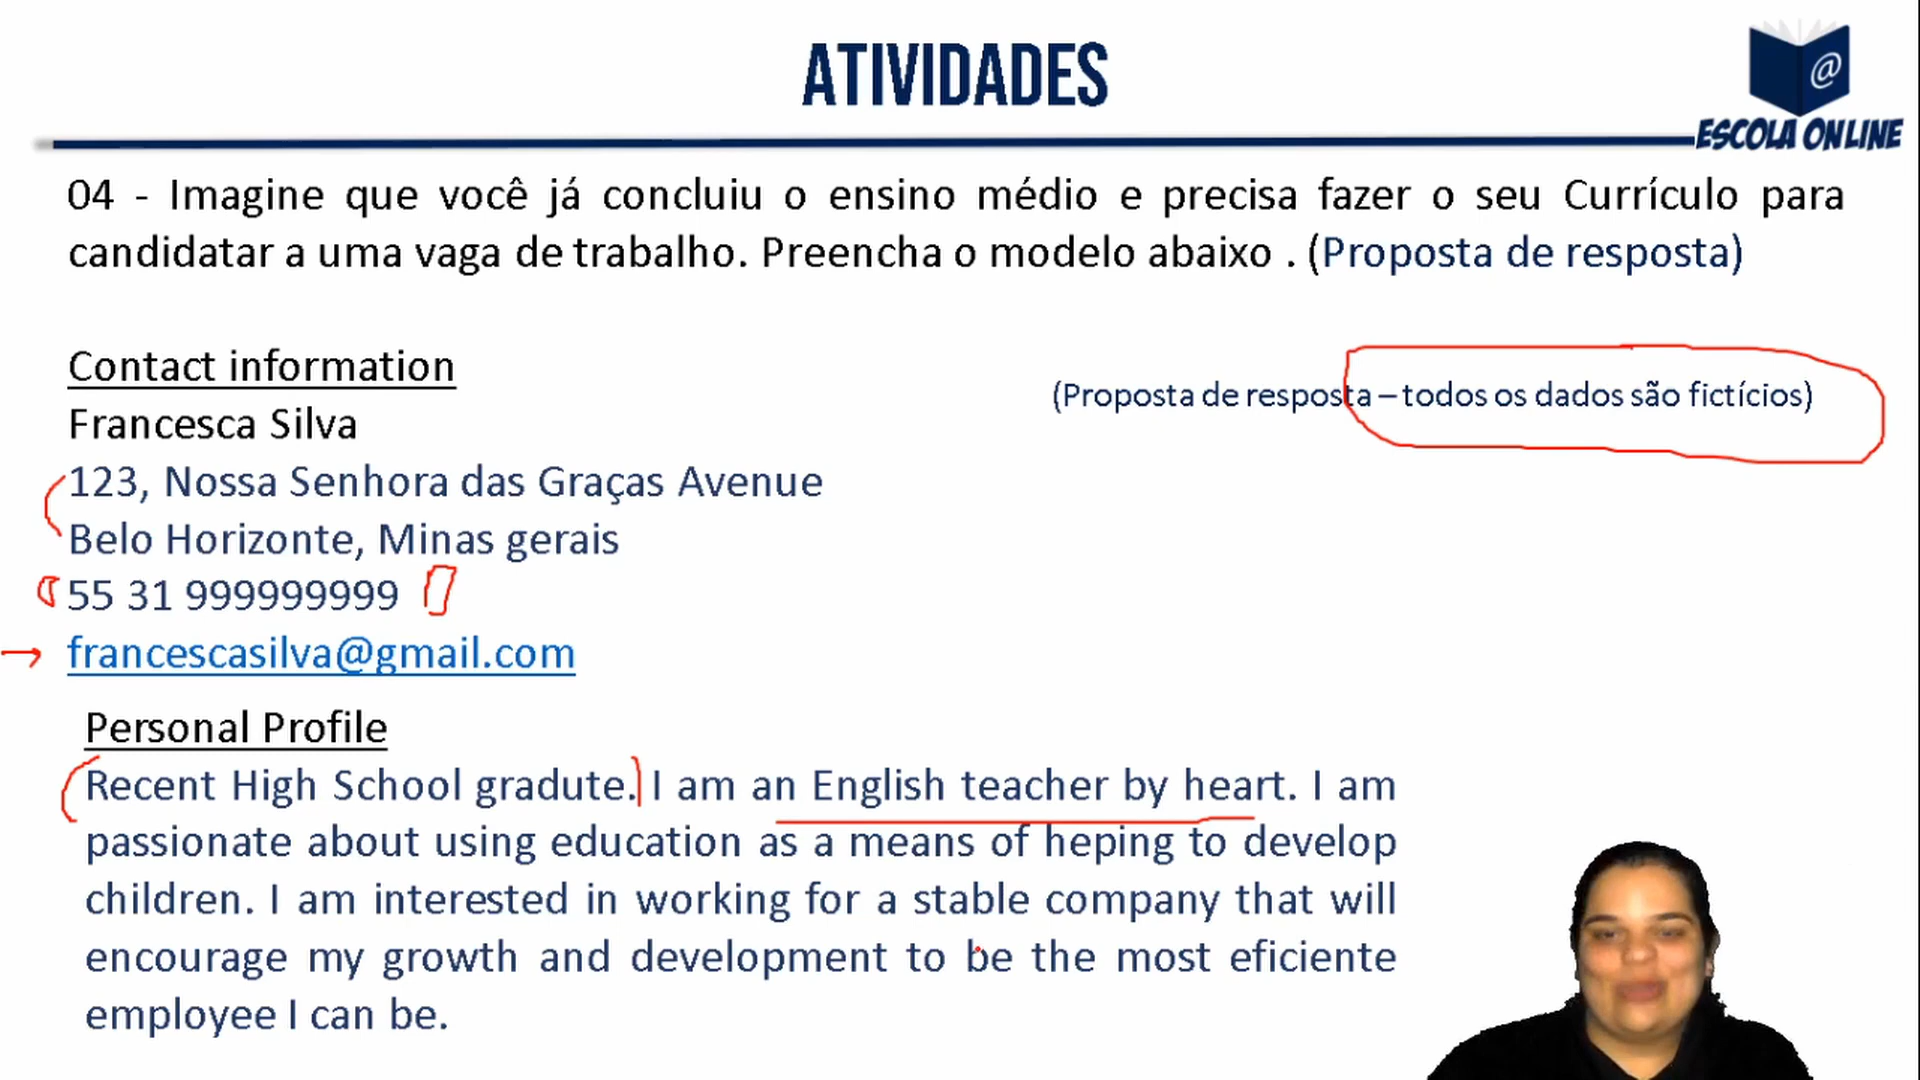 ATIVIDADES
@
ESCOLA ONLINE
04 - Imagine que você já concluiu o ensino médio e precisa fazer o seu Currículo para
candidatar a uma vaga de trabalho. Preencha o modelo abaixo . (Proposta de resposta)
Contact information
(Proposta de resposta – todos os dados são fictícios)
Francesca Silva
123, Nossa Senhora das Graças Avenue
Belo Horizonte, Minas gerais
55 31 999999999
francescasilva@gmail.com
Personal Profile
Recent High School gradute. I am an English teacher by heart. I am
passionate about using education as a means of heping to develop
children. I am interested in working for a stable company that will
encourage my growth and development to be the most eficiente
employee I can be.